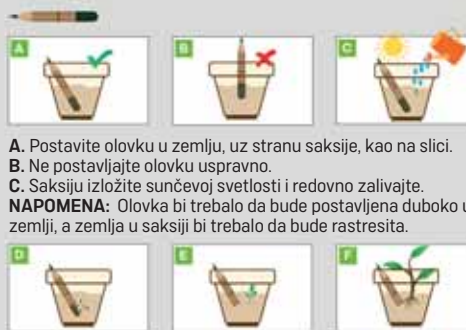 A
B
C
A. Postavite olovku u zemlju, uz stranu saksije, kao na slici.
B. Ne postavljajte olovku uspravno.
C. Saksiju izložite sunčevoj svetlosti i redovno zalivajte.
NAPOMENA: Olovka bi trebalo da bude postavljena duboko u
zemlji, a zemlja u saksiji bi trebalo da bude rastresita.
D
E
F